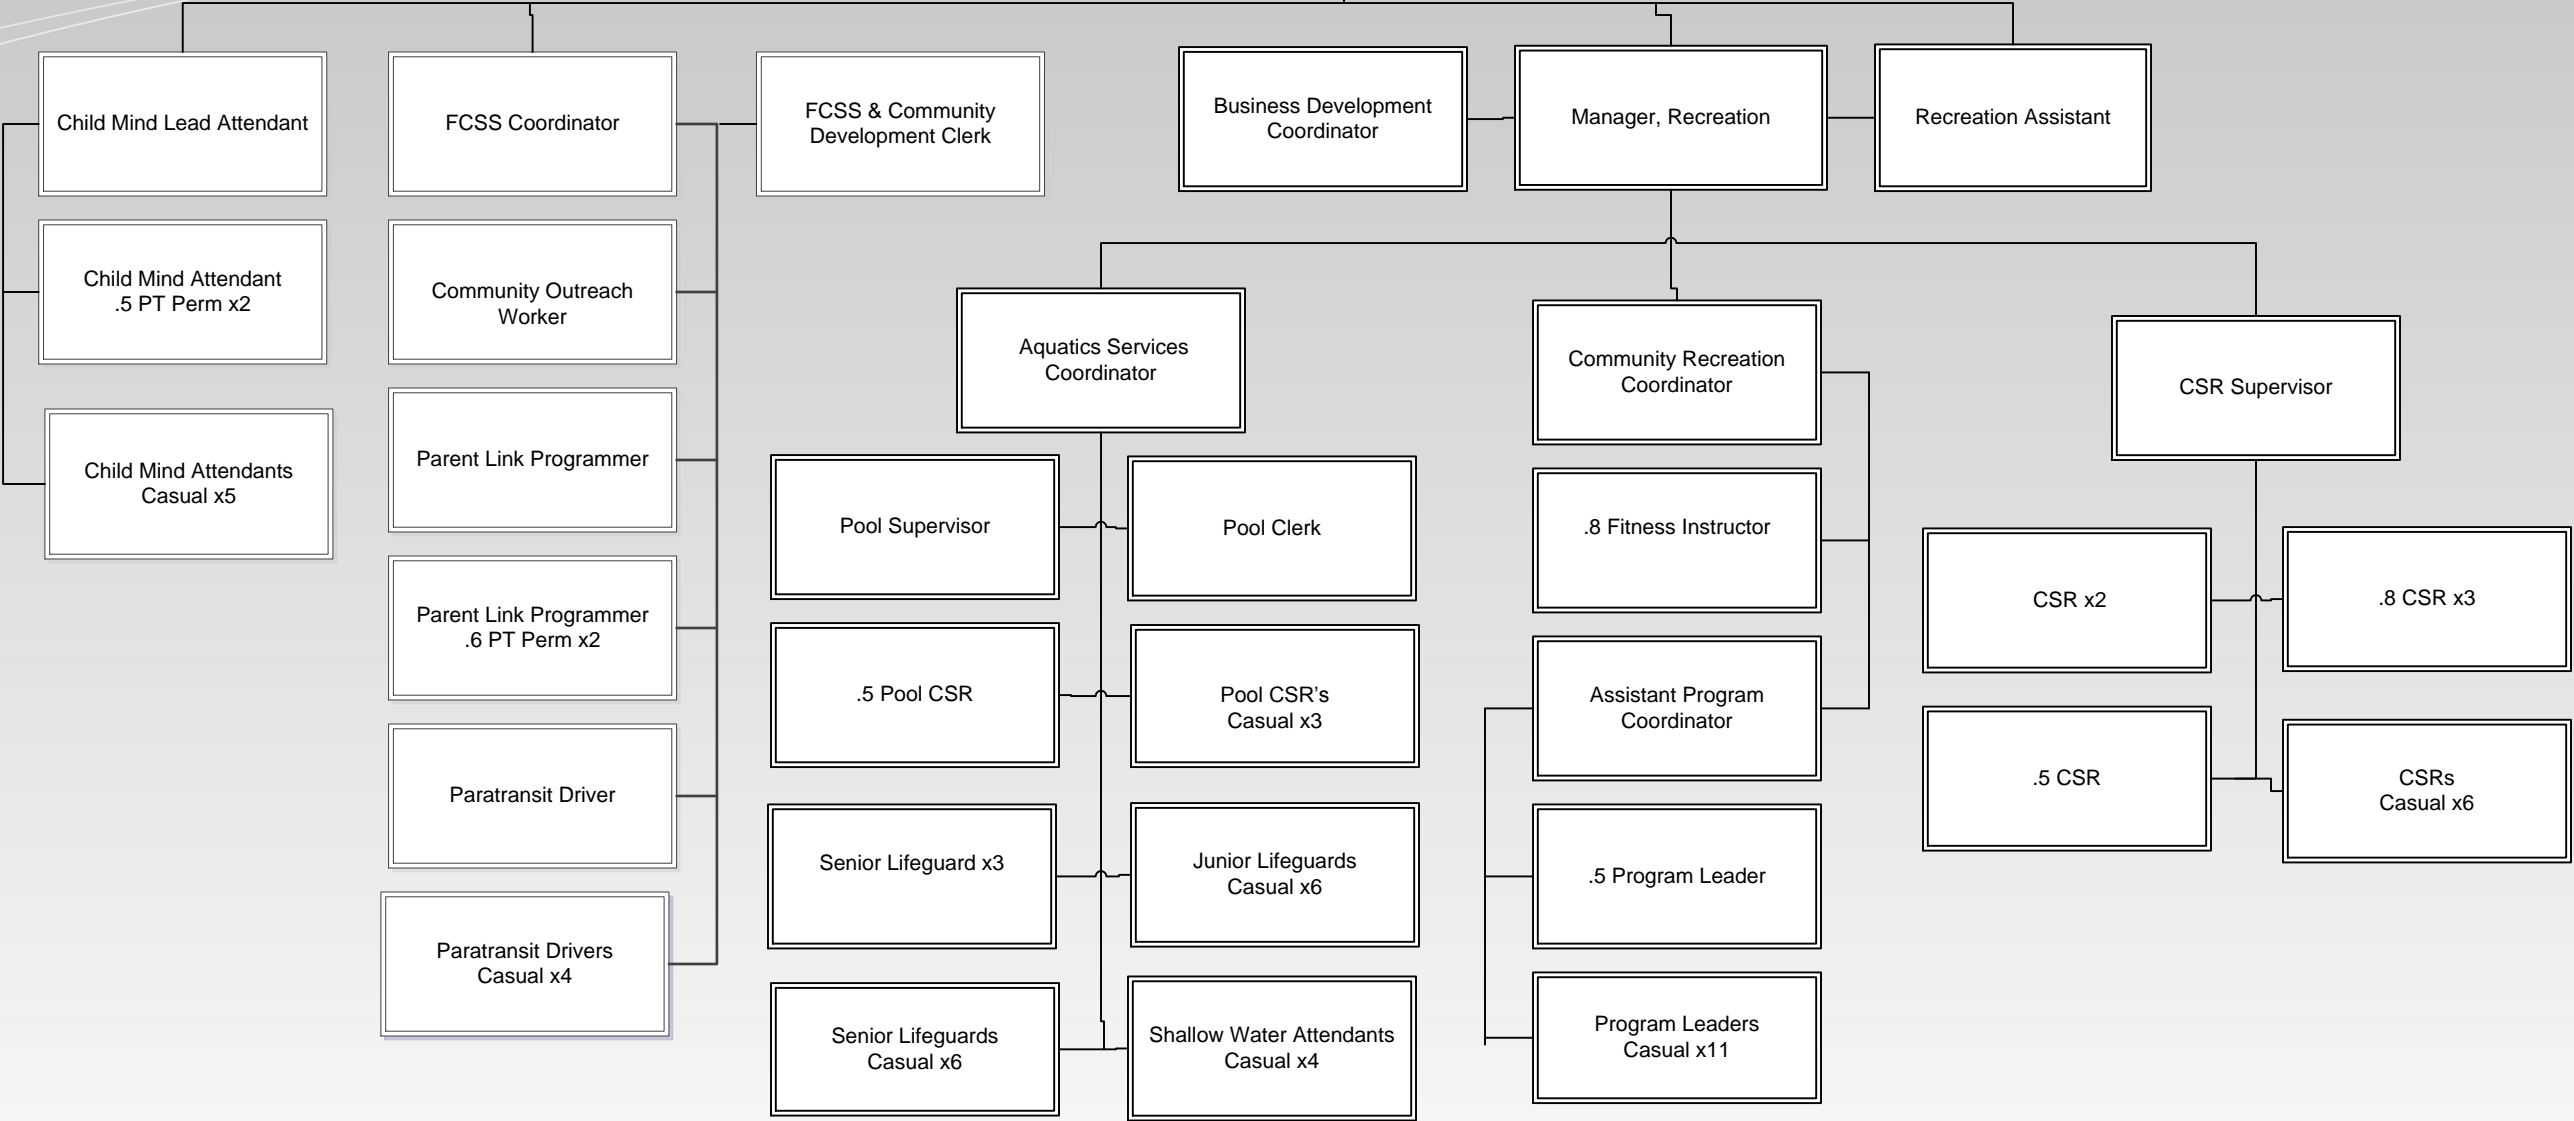 Child Mind Lead Attendant
FCSS Coordinator
FCSS & Community
Development Clerk
Business Development
Coordinator
Manager, Recreation
Recreation Assistant
Child Mind Attendant
.5 PT Perm x2
Child Mind Attendants
Casual x5
Community Outreach
Worker
Parent Link Programmer
Parent Link Programmer
.6 PT Perm x2
Paratransit Driver
Paratransit Drivers
Casual x4
Aquatics Services
Coordinator
Pool Supervisor
Pool Clerk
.5 Pool CSR
Pool CSR’s
Casual x3
Senior Lifeguard x3
Junior Lifeguards
Casual x6
Senior Lifeguards
Casual x6
Shallow Water Attendants
Casual x4
Community Recreation
Coordinator
.8 Fitness Instructor
Assistant Program
Coordinator
.5 Program Leader
Program Leaders
Casual x11
CSR Supervisor
CSR x2
.8 CSR x3
.5 CSR
CSRs
Casual x6